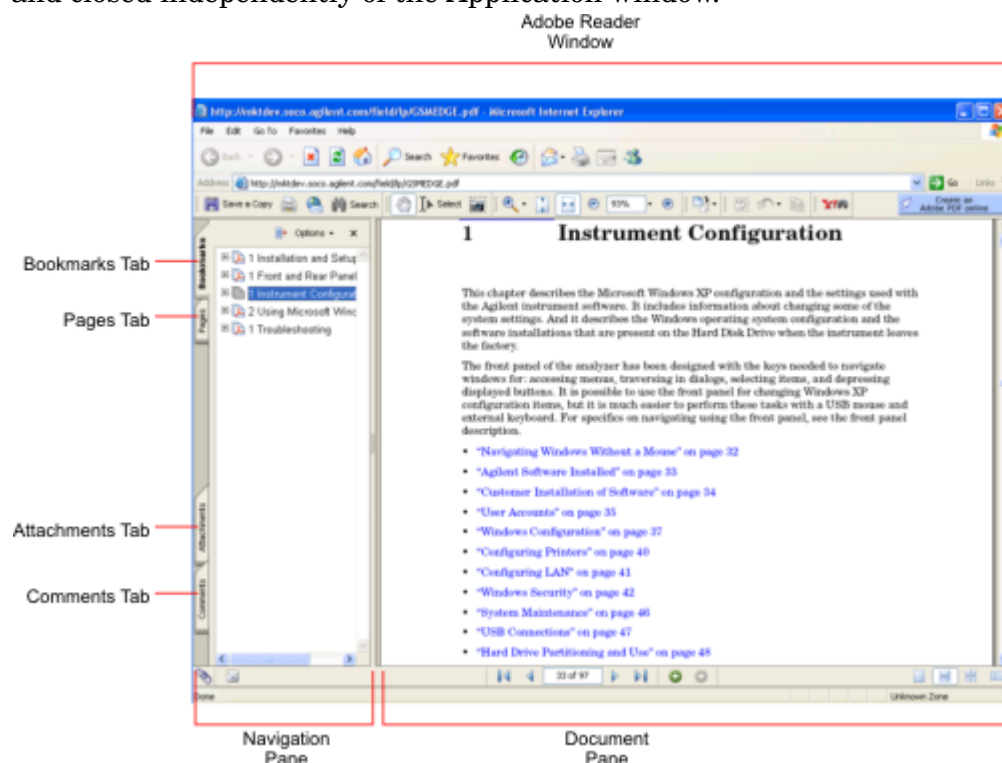 and closed independently of the Application window.
Adobe Reader
Window
http://mktdev.soco.agilent.com/field/lp/GSMEDGE.pdf - Microsoft Internet Explorer
File Edit Go To Favorites Help
Back Search Favorites
Address http://mktdev.soco.agilent.com/field/lp/GSMEDGE.pdf Go Links
Save a Copy Search Select 93% Create an
Adobe PDF online
Options x
Bookmarks
Pages
Attachments
Comments
1 Installation and Setup
1 Front and Rear Panel
1 Instrument Configurat
2 Using Microsoft Winc
1 Troubleshooting
Bookmarks Tab
Pages Tab
Attachments Tab
Comments Tab
1 Instrument Configuration
This chapter describes the Microsoft Windows XP configuration and the settings used with
the Agilent instrument software. It includes information about changing some of the
system settings. And it describes the Windows operating system configuration and the
software installations that are present on the Hard Disk Drive when the instrument leaves
the factory.
The front panel of the analyzer has been designed with the keys needed to navigate
windows for: accessing menus, traversing in dialogs, selecting items, and depressing
displayed buttons. It is possible to use the front panel for changing Windows XP
configuration items, but it is much easier to perform these tasks with a USB mouse and
external keyboard. For specifics on navigating using the front panel, see the front panel
description.
• "Navigating Windows Without a Mouse" on page 32
• "Agilent Software Installed" on page 33
• "Customer Installation of Software" on page 34
• "User Accounts" on page 35
• "Windows Configuration" on page 37
• "Configuring Printers" on page 40
• "Configuring LAN" on page 41
• "Windows Security" on page 42
• "System Maintenance" on page 46
• "USB Connections" on page 47
• "Hard Drive Partitioning and Use" on page 48
33 of 97
Done Unknown Zone
Navigation
Pane
Document
Pane